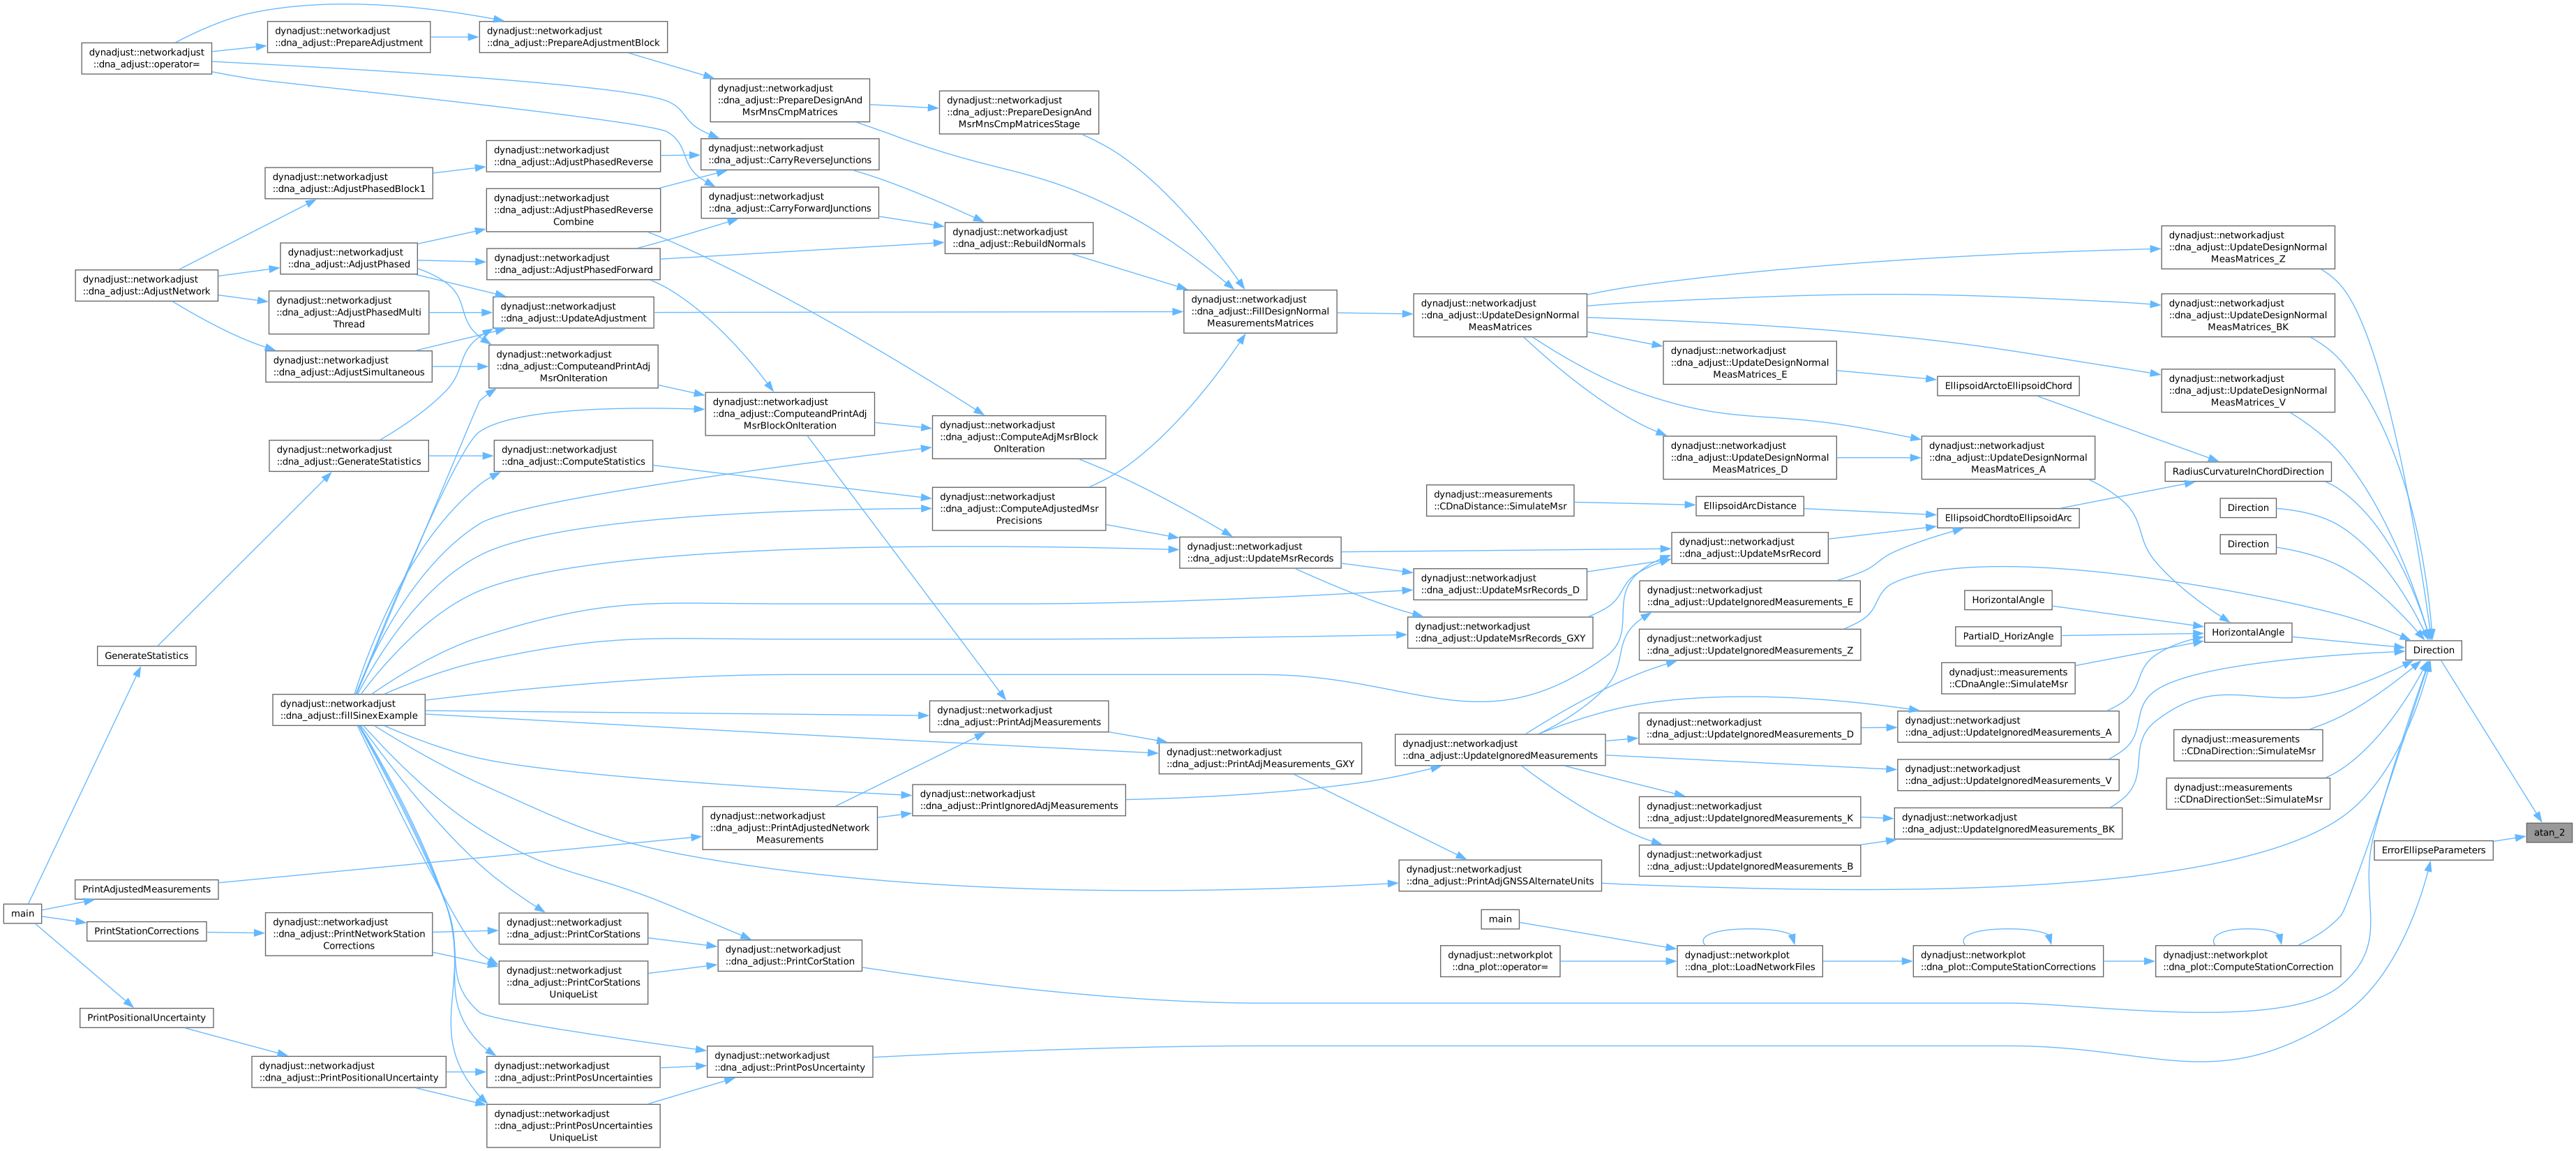 dynadjust::networkadjust
::dna_adjust::operator=
dynadjust::networkadjust
::dna_adjust::PrepareAdjustment
dynadjust::networkadjust
::dna_adjust::PrepareAdjustmentBlock
dynadjust::networkadjust
::dna_adjust::PrepareDesignAnd
MsrMnsCmpMatrices
dynadjust::networkadjust
::dna_adjust::PrepareDesignAnd
MsrMnsCmpMatricesStage
dynadjust::networkadjust
::dna_adjust::AdjustPhasedBlock1
dynadjust::networkadjust
::dna_adjust::AdjustPhasedReverse
dynadjust::networkadjust
::dna_adjust::CarryReverseJunctions
dynadjust::networkadjust
::dna_adjust::AdjustPhasedReverse
Combine
dynadjust::networkadjust
::dna_adjust::CarryForwardJunctions
dynadjust::networkadjust
::dna_adjust::RebuildNormals
dynadjust::networkadjust
::dna_adjust::AdjustNetwork
dynadjust::networkadjust
::dna_adjust::AdjustPhased
dynadjust::networkadjust
::dna_adjust::AdjustPhasedForward
dynadjust::networkadjust
::dna_adjust::AdjustPhasedMulti
Thread
dynadjust::networkadjust
::dna_adjust::UpdateAdjustment
dynadjust::networkadjust
::dna_adjust::FillDesignNormal
MeasurementsMatrices
dynadjust::networkadjust
::dna_adjust::UpdateDesignNormal
MeasMatrices
dynadjust::networkadjust
::dna_adjust::UpdateDesignNormal
MeasMatrices_Z
dynadjust::networkadjust
::dna_adjust::UpdateDesignNormal
MeasMatrices_BK
dynadjust::networkadjust
::dna_adjust::UpdateDesignNormal
MeasMatrices_E
EllipsoidArctoEllipsoidChord
dynadjust::networkadjust
::dna_adjust::UpdateDesignNormal
MeasMatrices_V
dynadjust::networkadjust
::dna_adjust::AdjustSimultaneous
dynadjust::networkadjust
::dna_adjust::ComputeandPrintAdj
MsrOnIteration
dynadjust::networkadjust
::dna_adjust::ComputeandPrintAdj
MsrBlockOnIteration
dynadjust::networkadjust
::dna_adjust::ComputeAdjMsrBlock
OnIteration
dynadjust::networkadjust
::dna_adjust::UpdateDesignNormal
MeasMatrices_D
dynadjust::networkadjust
::dna_adjust::UpdateDesignNormal
MeasMatrices_A
RadiusCurvatureInChordDirection
dynadjust::networkadjust
::dna_adjust::GenerateStatistics
dynadjust::networkadjust
::dna_adjust::ComputeStatistics
dynadjust::networkadjust
::dna_adjust::ComputeAdjustedMsr
Precisions
dynadjust::measurements
::CDnaDistance::SimulateMsr
EllipsoidArcDistance
EllipsoidChordtoEllipsoidArc
Direction
Direction
dynadjust::networkadjust
::dna_adjust::UpdateMsrRecords
dynadjust::networkadjust
::dna_adjust::UpdateMsrRecord
dynadjust::networkadjust
::dna_adjust::UpdateMsrRecords_D
dynadjust::networkadjust
::dna_adjust::UpdateIgnoredMeasurements_E
HorizontalAngle
dynadjust::networkadjust
::dna_adjust::UpdateMsrRecords_GXY
dynadjust::networkadjust
::dna_adjust::UpdateIgnoredMeasurements_Z
PartialD_HorizAngle
HorizontalAngle
Direction
GenerateStatistics
dynadjust::measurements
::CDnaAngle::SimulateMsr
dynadjust::networkadjust
::dna_adjust::fillSinexExample
dynadjust::networkadjust
::dna_adjust::PrintAdjMeasurements
dynadjust::networkadjust
::dna_adjust::PrintAdjMeasurements_GXY
dynadjust::networkadjust
::dna_adjust::UpdateIgnoredMeasurements
dynadjust::networkadjust
::dna_adjust::UpdateIgnoredMeasurements_D
dynadjust::networkadjust
::dna_adjust::UpdateIgnoredMeasurements_A
dynadjust::measurements
::CDnaDirection::SimulateMsr
dynadjust::networkadjust
::dna_adjust::UpdateIgnoredMeasurements_V
dynadjust::measurements
::CDnaDirectionSet::SimulateMsr
dynadjust::networkadjust
::dna_adjust::PrintIgnoredAdjMeasurements
dynadjust::networkadjust
::dna_adjust::PrintAdjustedNetwork
Measurements
dynadjust::networkadjust
::dna_adjust::UpdateIgnoredMeasurements_K
dynadjust::networkadjust
::dna_adjust::UpdateIgnoredMeasurements_BK
dynadjust::networkadjust
::dna_adjust::UpdateIgnoredMeasurements_B
atan_2
ErrorEllipseParameters
dynadjust::networkadjust
::dna_adjust::PrintAdjGNSSAlternateUnits
PrintAdjustedMeasurements
main
PrintStationCorrections
dynadjust::networkadjust
::dna_adjust::PrintNetworkStation
Corrections
dynadjust::networkadjust
::dna_adjust::PrintCorStations
dynadjust::networkadjust
::dna_adjust::PrintCorStation
dynadjust::networkadjust
::dna_adjust::PrintCorStations
UniqueList
main
dynadjust::networkplot
::dna_plot::operator=
dynadjust::networkplot
::dna_plot::LoadNetworkFiles
dynadjust::networkplot
::dna_plot::ComputeStationCorrections
dynadjust::networkplot
::dna_plot::ComputeStationCorrection
PrintPositionalUncertainty
dynadjust::networkadjust
::dna_adjust::PrintPositionalUncertainty
dynadjust::networkadjust
::dna_adjust::PrintPosUncertainties
dynadjust::networkadjust
::dna_adjust::PrintPosUncertainty
dynadjust::networkadjust
::dna_adjust::PrintPosUncertainties
UniqueList